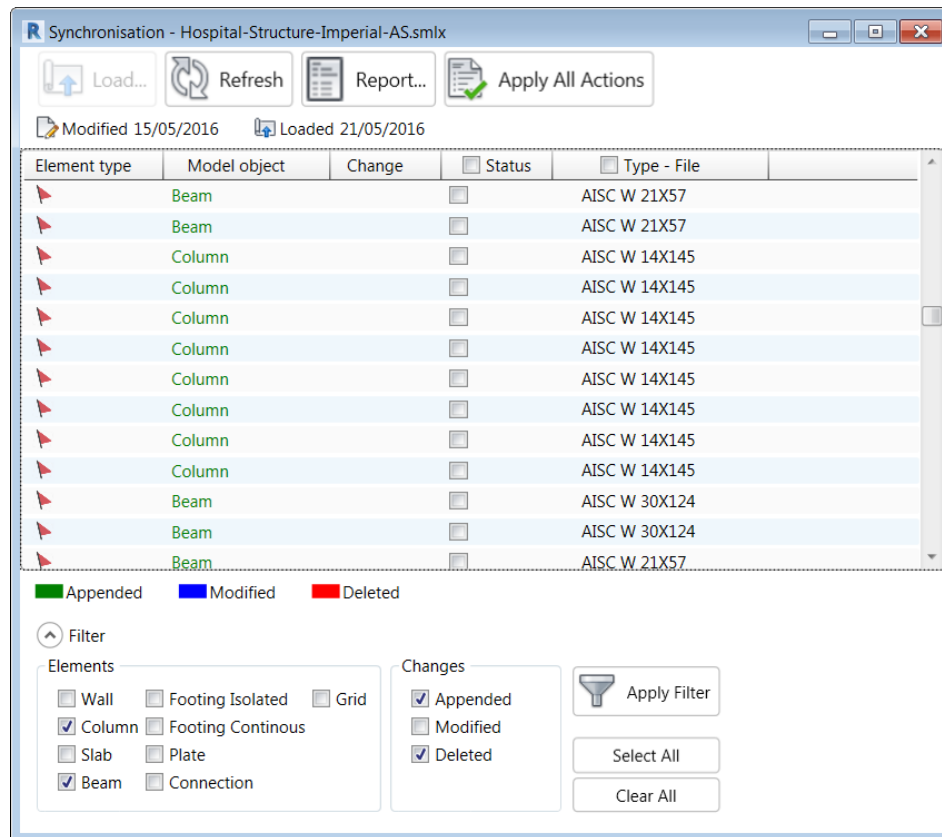 R Synchronisation - Hospital-Structure-Imperial-AS.smlx
Load... Refresh Report... Apply All Actions
Modified 15/05/2016 Loaded 21/05/2016
Element type Model object Change Status Type - File
Beam AISC W 21X57
Beam AISC W 21X57
Column AISC W 14X145
Column AISC W 14X145
Column AISC W 14X145
Column AISC W 14X145
Column AISC W 14X145
Column AISC W 14X145
Column AISC W 14X145
Column AISC W 14X145
Beam AISC W 30X124
Beam AISC W 30X124
Beam AISC W 21X57
Appended Modified Deleted
Filter
Elements
Wall Footing Isolated Grid
Column Footing Continous
Slab Plate
Beam Connection
Changes
Appended
Modified
Deleted
Apply Filter
Select All
Clear All